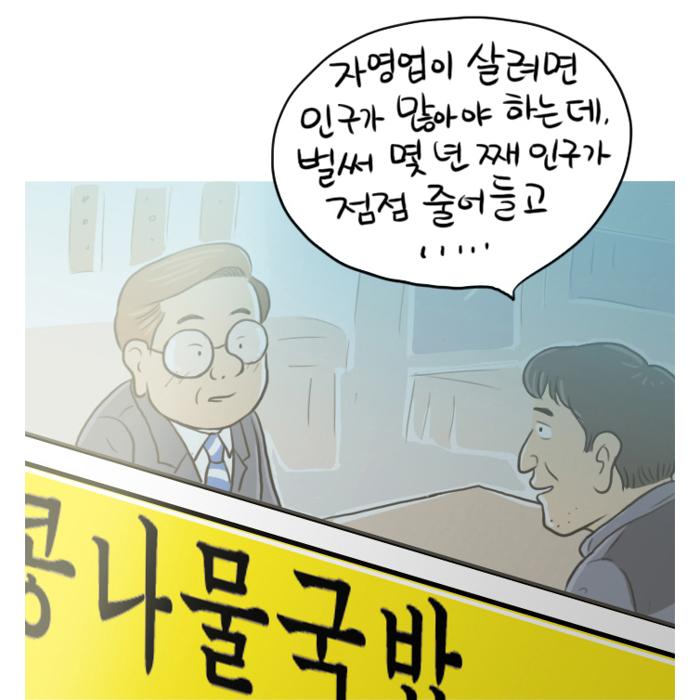 자영업이 살려면
인구가 많아야 하는데,
벌써 몇 년 째 인구가
점점 줄어들고
.....
콩나물국밥